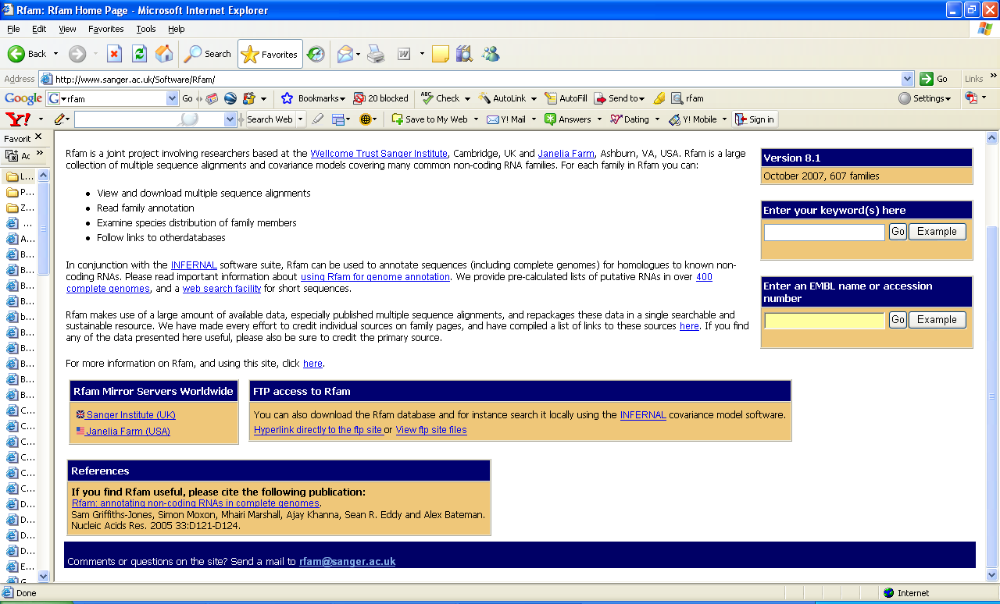 Rfam: Rfam Home Page - Microsoft Internet Explorer
File Edit View Favorites Tools Help
Back Search Favorites
Address http://www.sanger.ac.uk/Software/Rfam/ Go Links »
Google G rfam Go Bookmarks 20 blocked ABC Check AutoLink AutoFill Send to rfam Settings
Y! Search Web Save to My Web Y! Mail Answers Dating Y! Mobile Sign in
Favorit
Ac »
L...
P...
Z...
...
A...
B...
B...
B...
B...
b...
B...
B...
B...
B...
B...
C...
C...
C...
C...
C...
C...
D...
D...
D...
D...
E...
Rfam is a joint project involving researchers based at the Wellcome Trust Sanger Institute, Cambridge, UK and Janelia Farm, Ashburn, VA, USA. Rfam is a large
collection of multiple sequence alignments and covariance models covering many common non-coding RNA families. For each family in Rfam you can:
• View and download multiple sequence alignments
• Read family annotation
• Examine species distribution of family members
• Follow links to otherdatabases
In conjunction with the INFERNAL software suite, Rfam can be used to annotate sequences (including complete genomes) for homologues to known non-
coding RNAs. Please read important information about using Rfam for genome annotation. We provide pre-calculated lists of putative RNAs in over 400
complete genomes, and a web search facility for short sequences.
Rfam makes use of a large amount of available data, especially published multiple sequence alignments, and repackages these data in a single searchable and
sustainable resource. We have made every effort to credit individual sources on family pages, and have compiled a list of links to these sources here. If you find
any of the data presented here useful, please also be sure to credit the primary source.
For more information on Rfam, and using this site, click here.
Version 8.1
October 2007, 607 families
Enter your keyword(s) here
Go Example
Enter an EMBL name or accession
number
Go Example
Rfam Mirror Servers Worldwide
Sanger Institute (UK)
Janelia Farm (USA)
FTP access to Rfam
You can also download the Rfam database and for instance search it locally using the INFERNAL covariance model software.
Hyperlink directly to the ftp site or View ftp site files
References
If you find Rfam useful, please cite the following publication:
Rfam: annotating non-coding RNAs in complete genomes.
Sam Griffiths-Jones, Simon Moxon, Mhairi Marshall, Ajay Khanna, Sean R. Eddy and Alex Bateman.
Nucleic Acids Res. 2005 33:D121-D124.
Comments or questions on the site? Send a mail to rfam@sanger.ac.uk
Done Internet